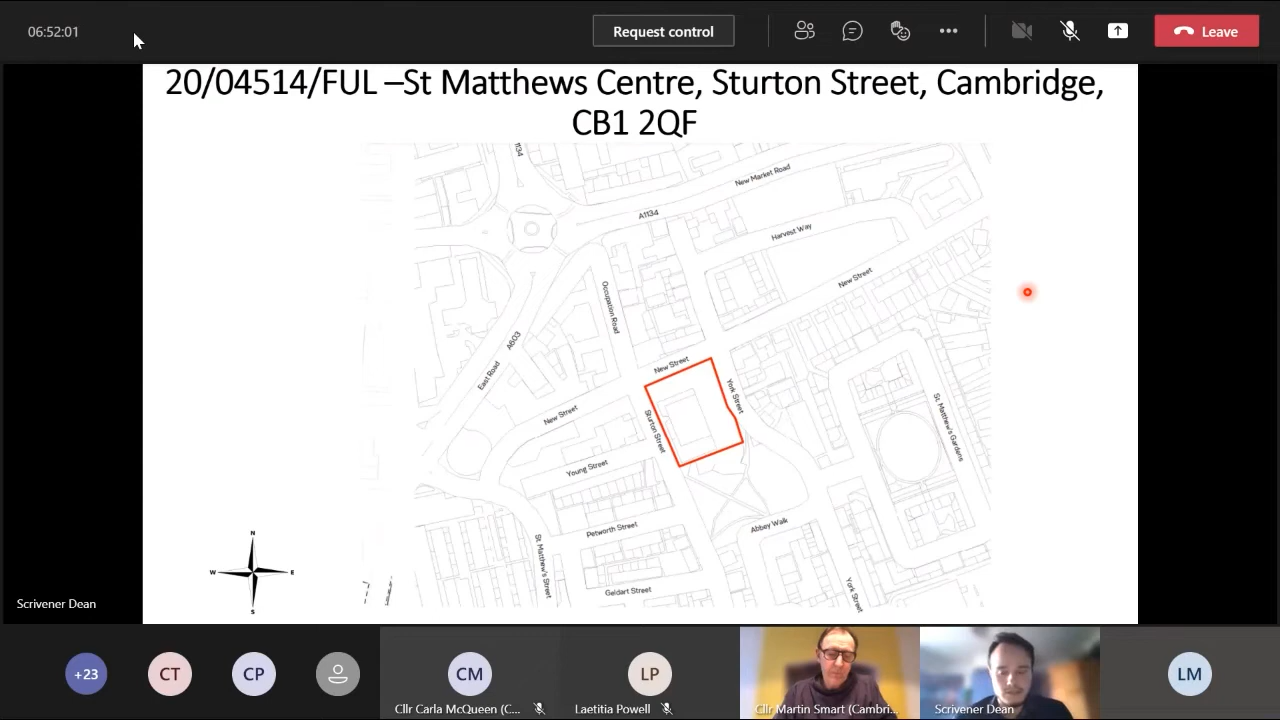 06:52:01
Request control
Leave
20/04514/FUL –St Matthews Centre, Sturton Street, Cambridge,
CB1 2QF
1134
New Market Road
A1134
Harvest Way
New Street
Occupation Road
A603
East Road
New Street
York Street
New Street
Sturton Street
St. Matthew's Gardens
Young Street
Abbey Walk
Petworth Street
St Matthew's Street
Geldart Street
York Street
N
W
E
S
Scrivener Dean
+23
CT
CP
CM
LP
LM
Cllr Carla McQueen (C...
Laetitia Powell
Cllr Martin Smart (Cambri...
Scrivener Dean